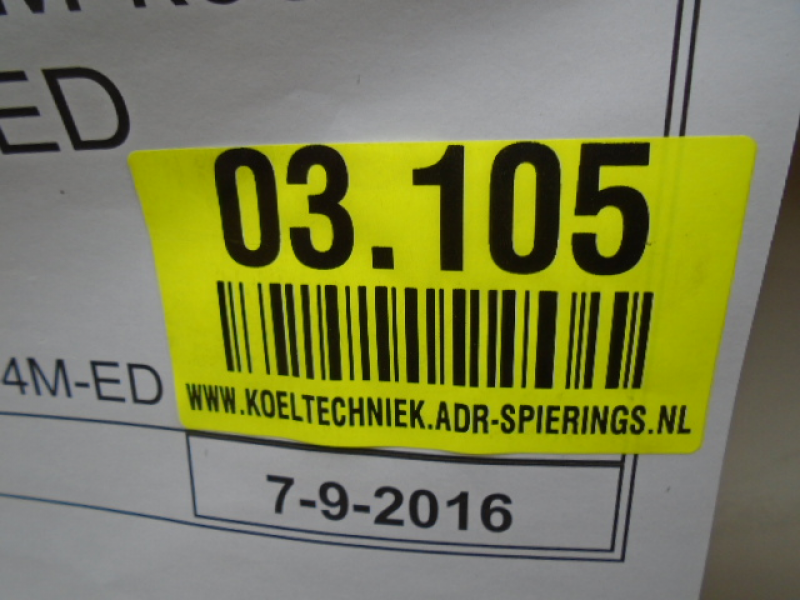 ED
03.105
4M-ED
WWW.KOELTECHNIEK.ADR-SPIERINGS.NL
7-9-2016